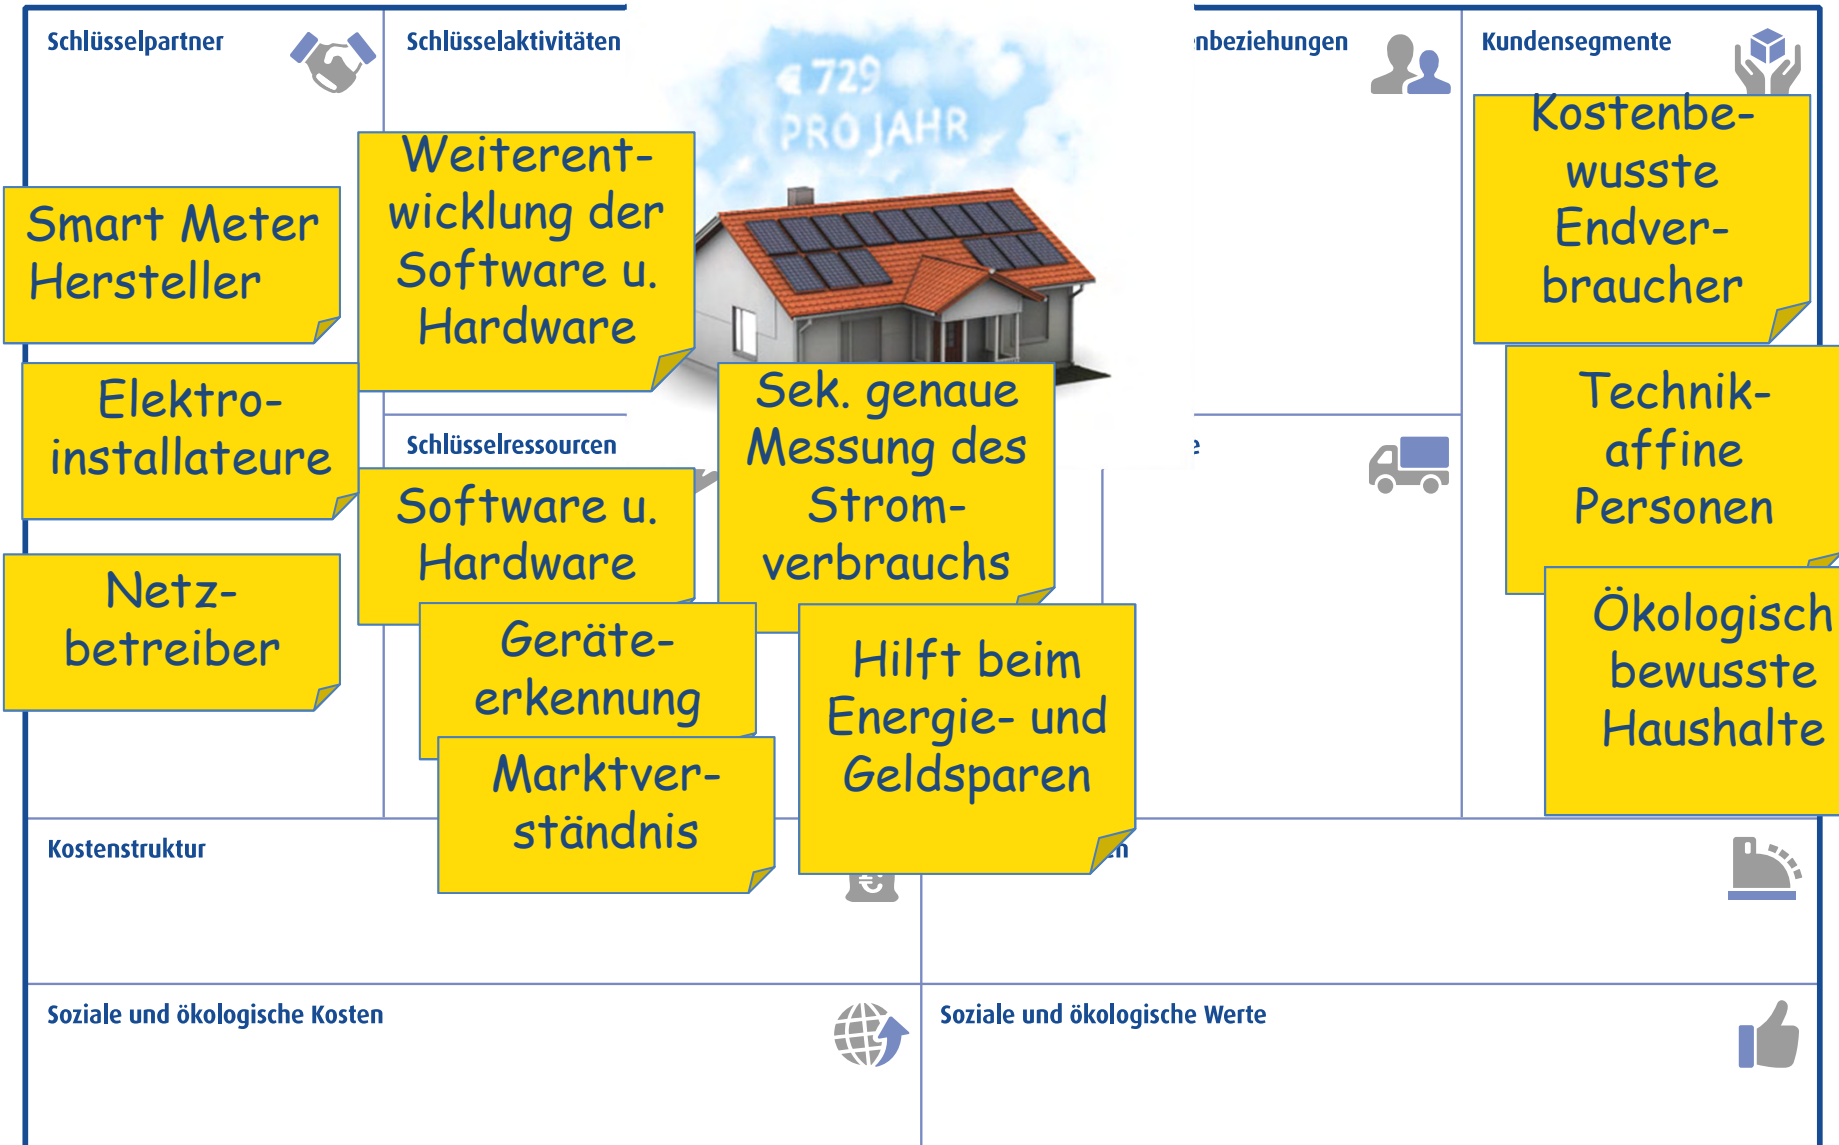 Schlüsselpartner
Smart Meter
Hersteller
Elektro-
installateure
Netz-
betreiber
Schlüsselaktivitäten
Weiterent-
wicklung der
Software u.
Hardware
Schlüsselressourcen
Software u.
Hardware
Geräte-
erkennung
Marktver-
ständnis
€ 729
PRO JAHR
Sek. genaue
Messung des
Strom-
verbrauchs
Hilft beim
Energie- und
Geldsparen
nbeziehungen
Kundensegmente
Kostenbe-
wusste
Endver-
braucher
Technik-
affine
Personen
Ökologisch
bewusste
Haushalte
Kostenstruktur
Soziale und ökologische Kosten
Soziale und ökologische Werte